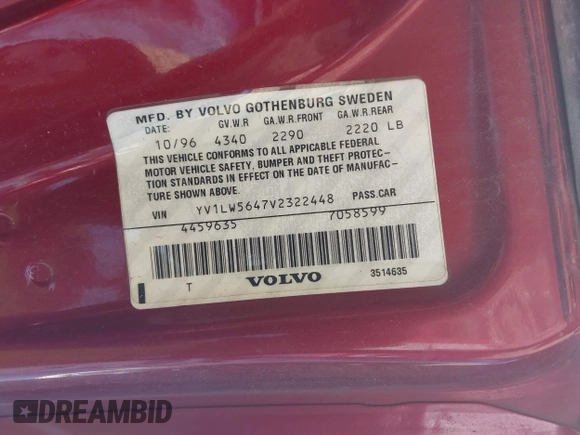 MFD. BY VOLVO GOTHENBURG SWEDEN
DATE: GV.W.R GA.W.R.FRONT GA.W.R.REAR
10/96 4340 2290 2220 LB
THIS VEHICLE CONFORMS TO ALL APPLICABLE FEDERAL
MOTOR VEHICLE SAFETY, BUMPER AND THEFT PROTEC-
TION STANDARDS IN EFFECT ON THE DATE OF MANUFAC-
TURE SHOWN ABOVE.
VIN YV1LW5647V2322448 PASS.CAR
4459635 7058599
T VOLVO 3514635
DREAMBID